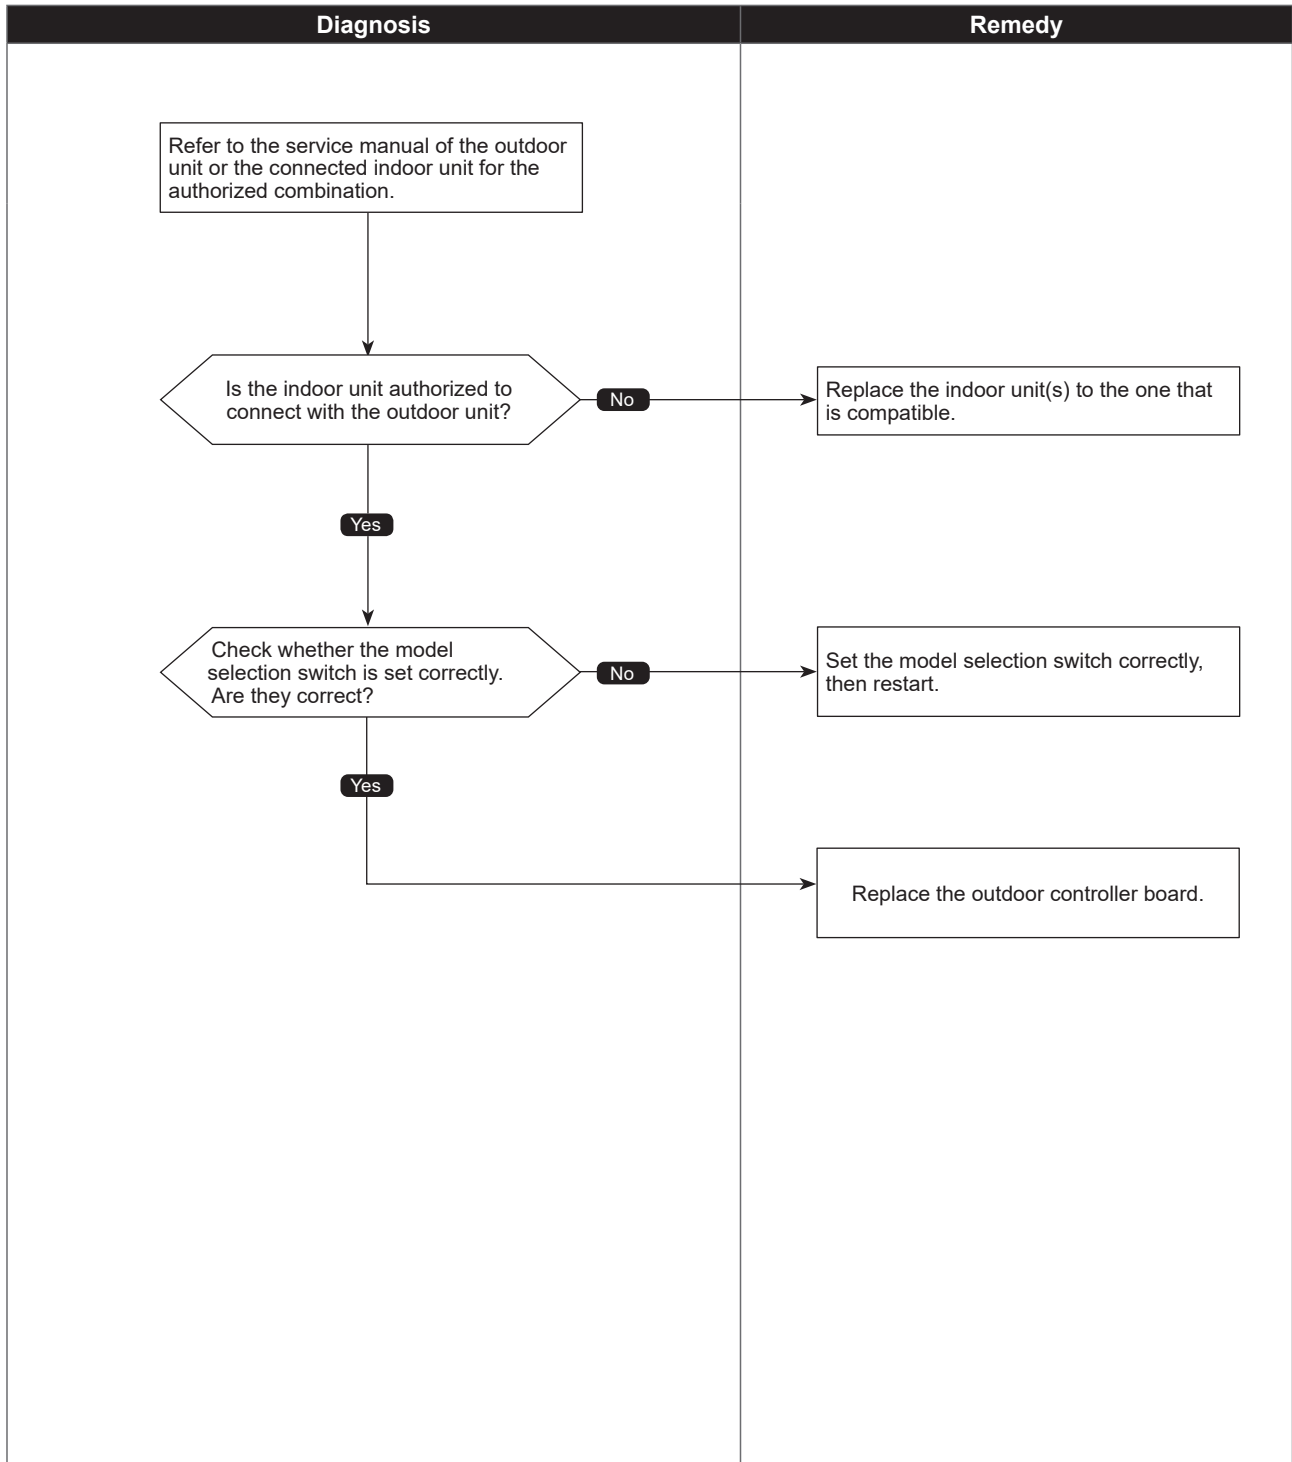 Diagnosis
Remedy
Refer to the service manual of the outdoor
unit or the connected indoor unit for the
authorized combination.
Is the indoor unit authorized to
connect with the outdoor unit?
No
Replace the indoor unit(s) to the one that
is compatible.
Yes
Check whether the model
selection switch is set correctly.
Are they correct?
No
Set the model selection switch correctly,
then restart.
Yes
Replace the outdoor controller board.